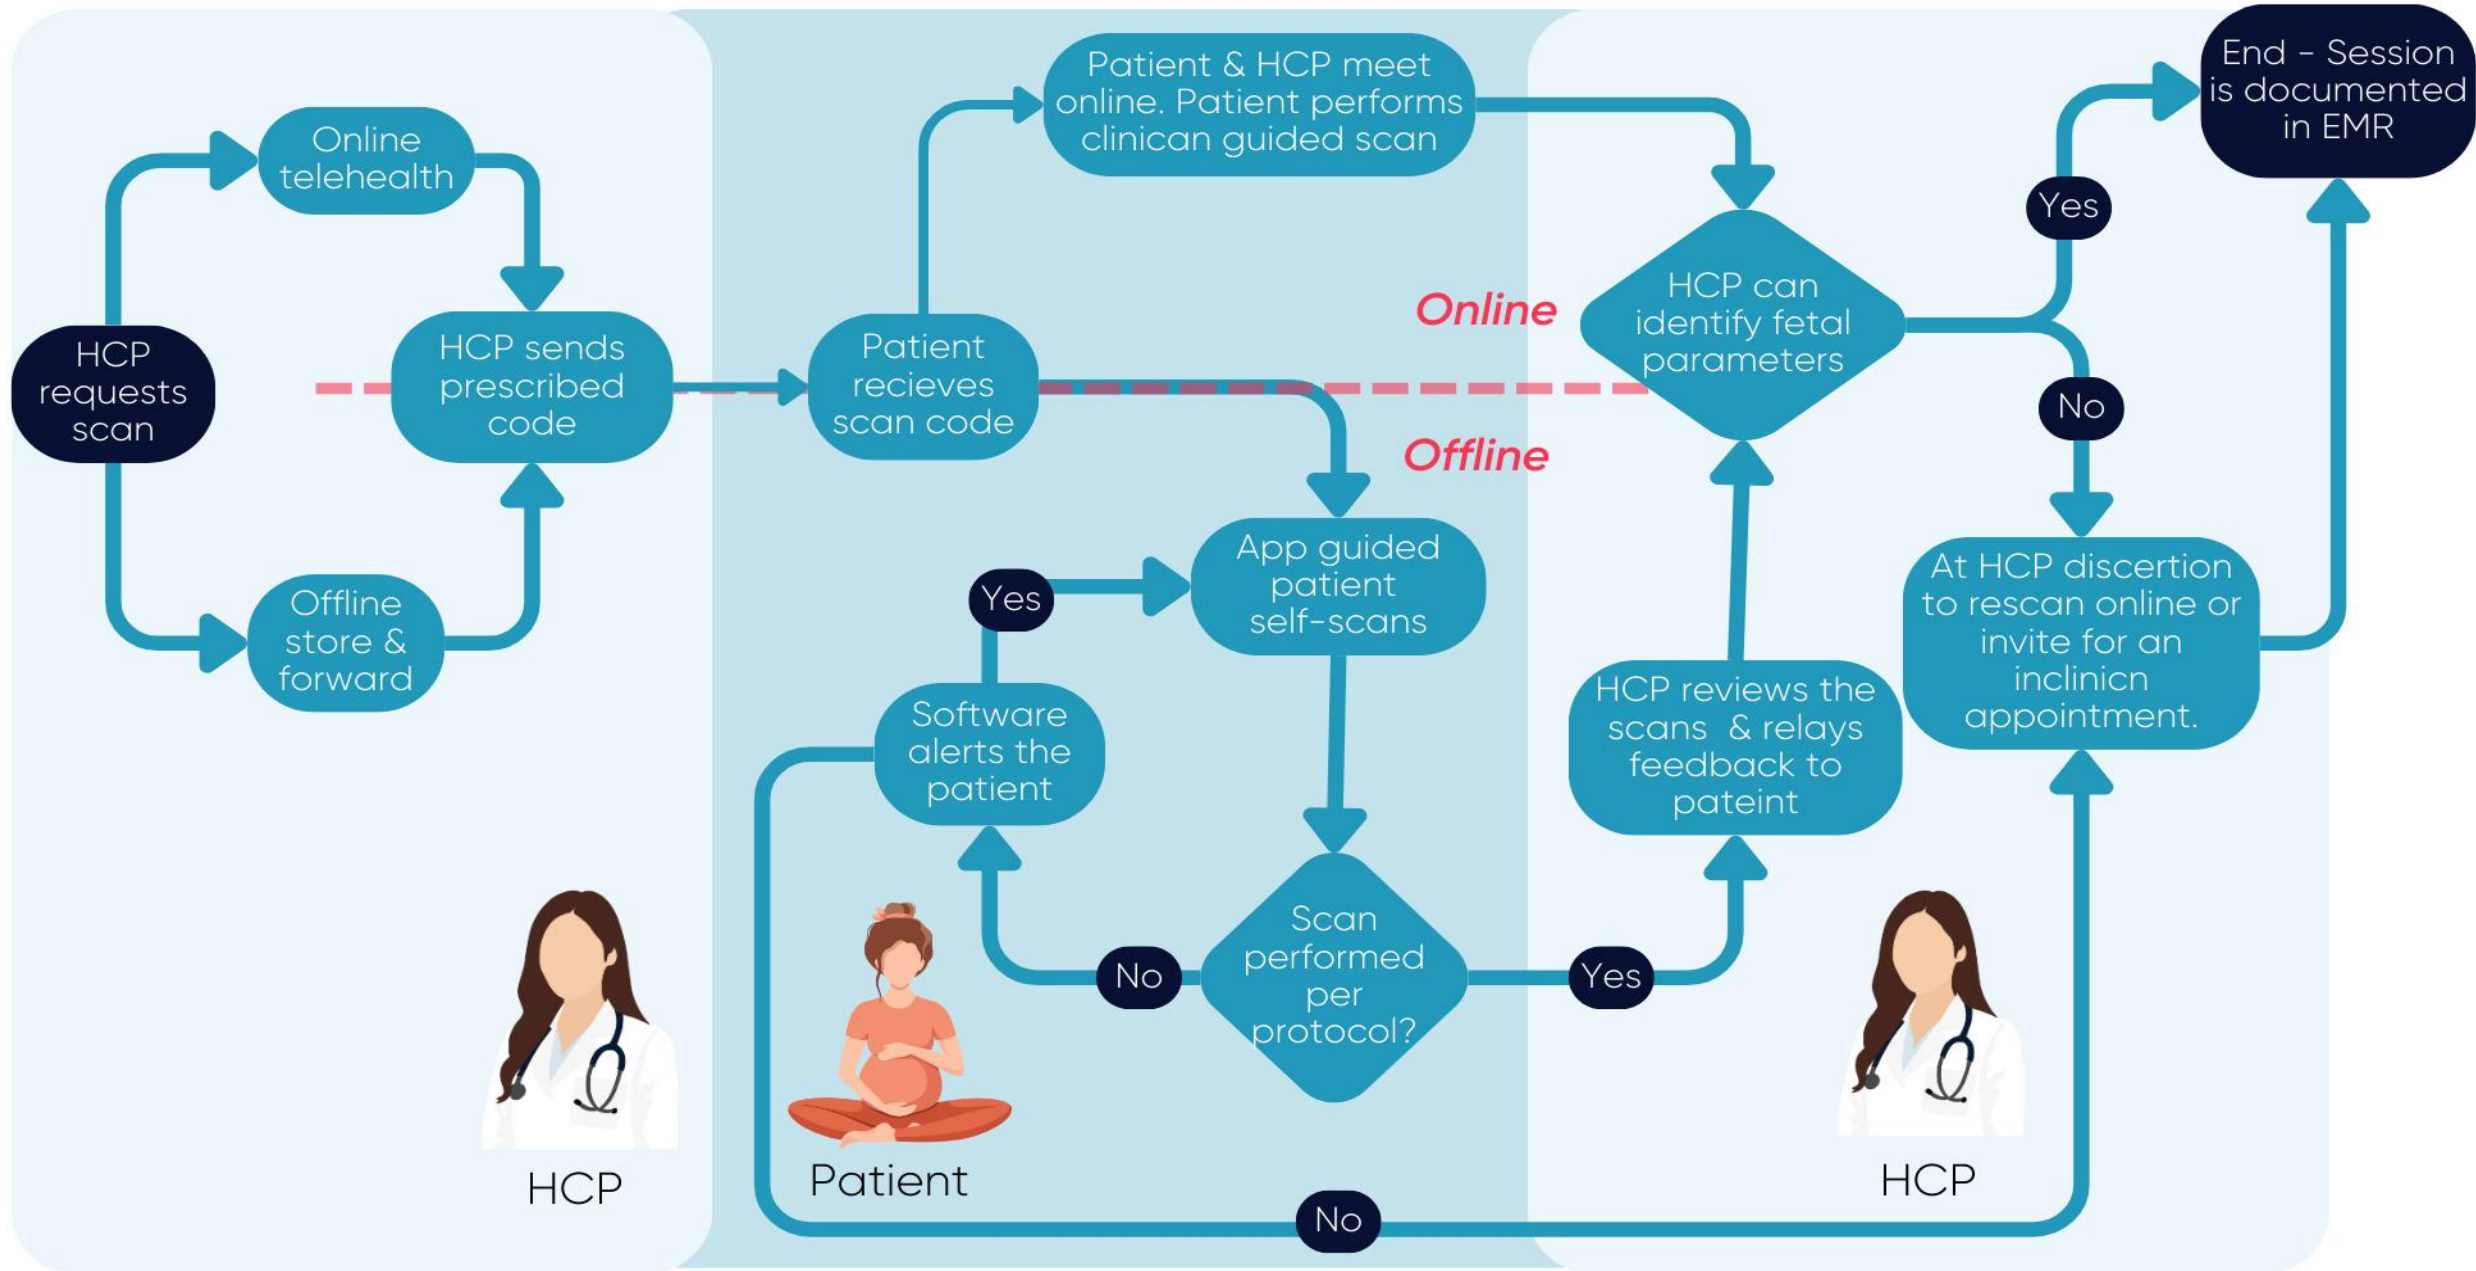 HCP
requests
scan
Online
telehealth
Offline
store &
forward
HCP sends
prescribed
code
HCP
Patient
recieves
scan code
Patient & HCP meet
online. Patient performs
clinican guided scan
Online
Offline
App guided
patient
self-scans
Yes
Software
alerts the
patient
Scan
performed
per
protocol?
No
Yes
Patient
No
HCP reviews the
scans & relays
feedback to
pateint
HCP can
identify fetal
parameters
Yes
No
At HCP discertion
to rescan online or
invite for an
inclinicn
appointment.
End - Session
is documented
in EMR
HCP